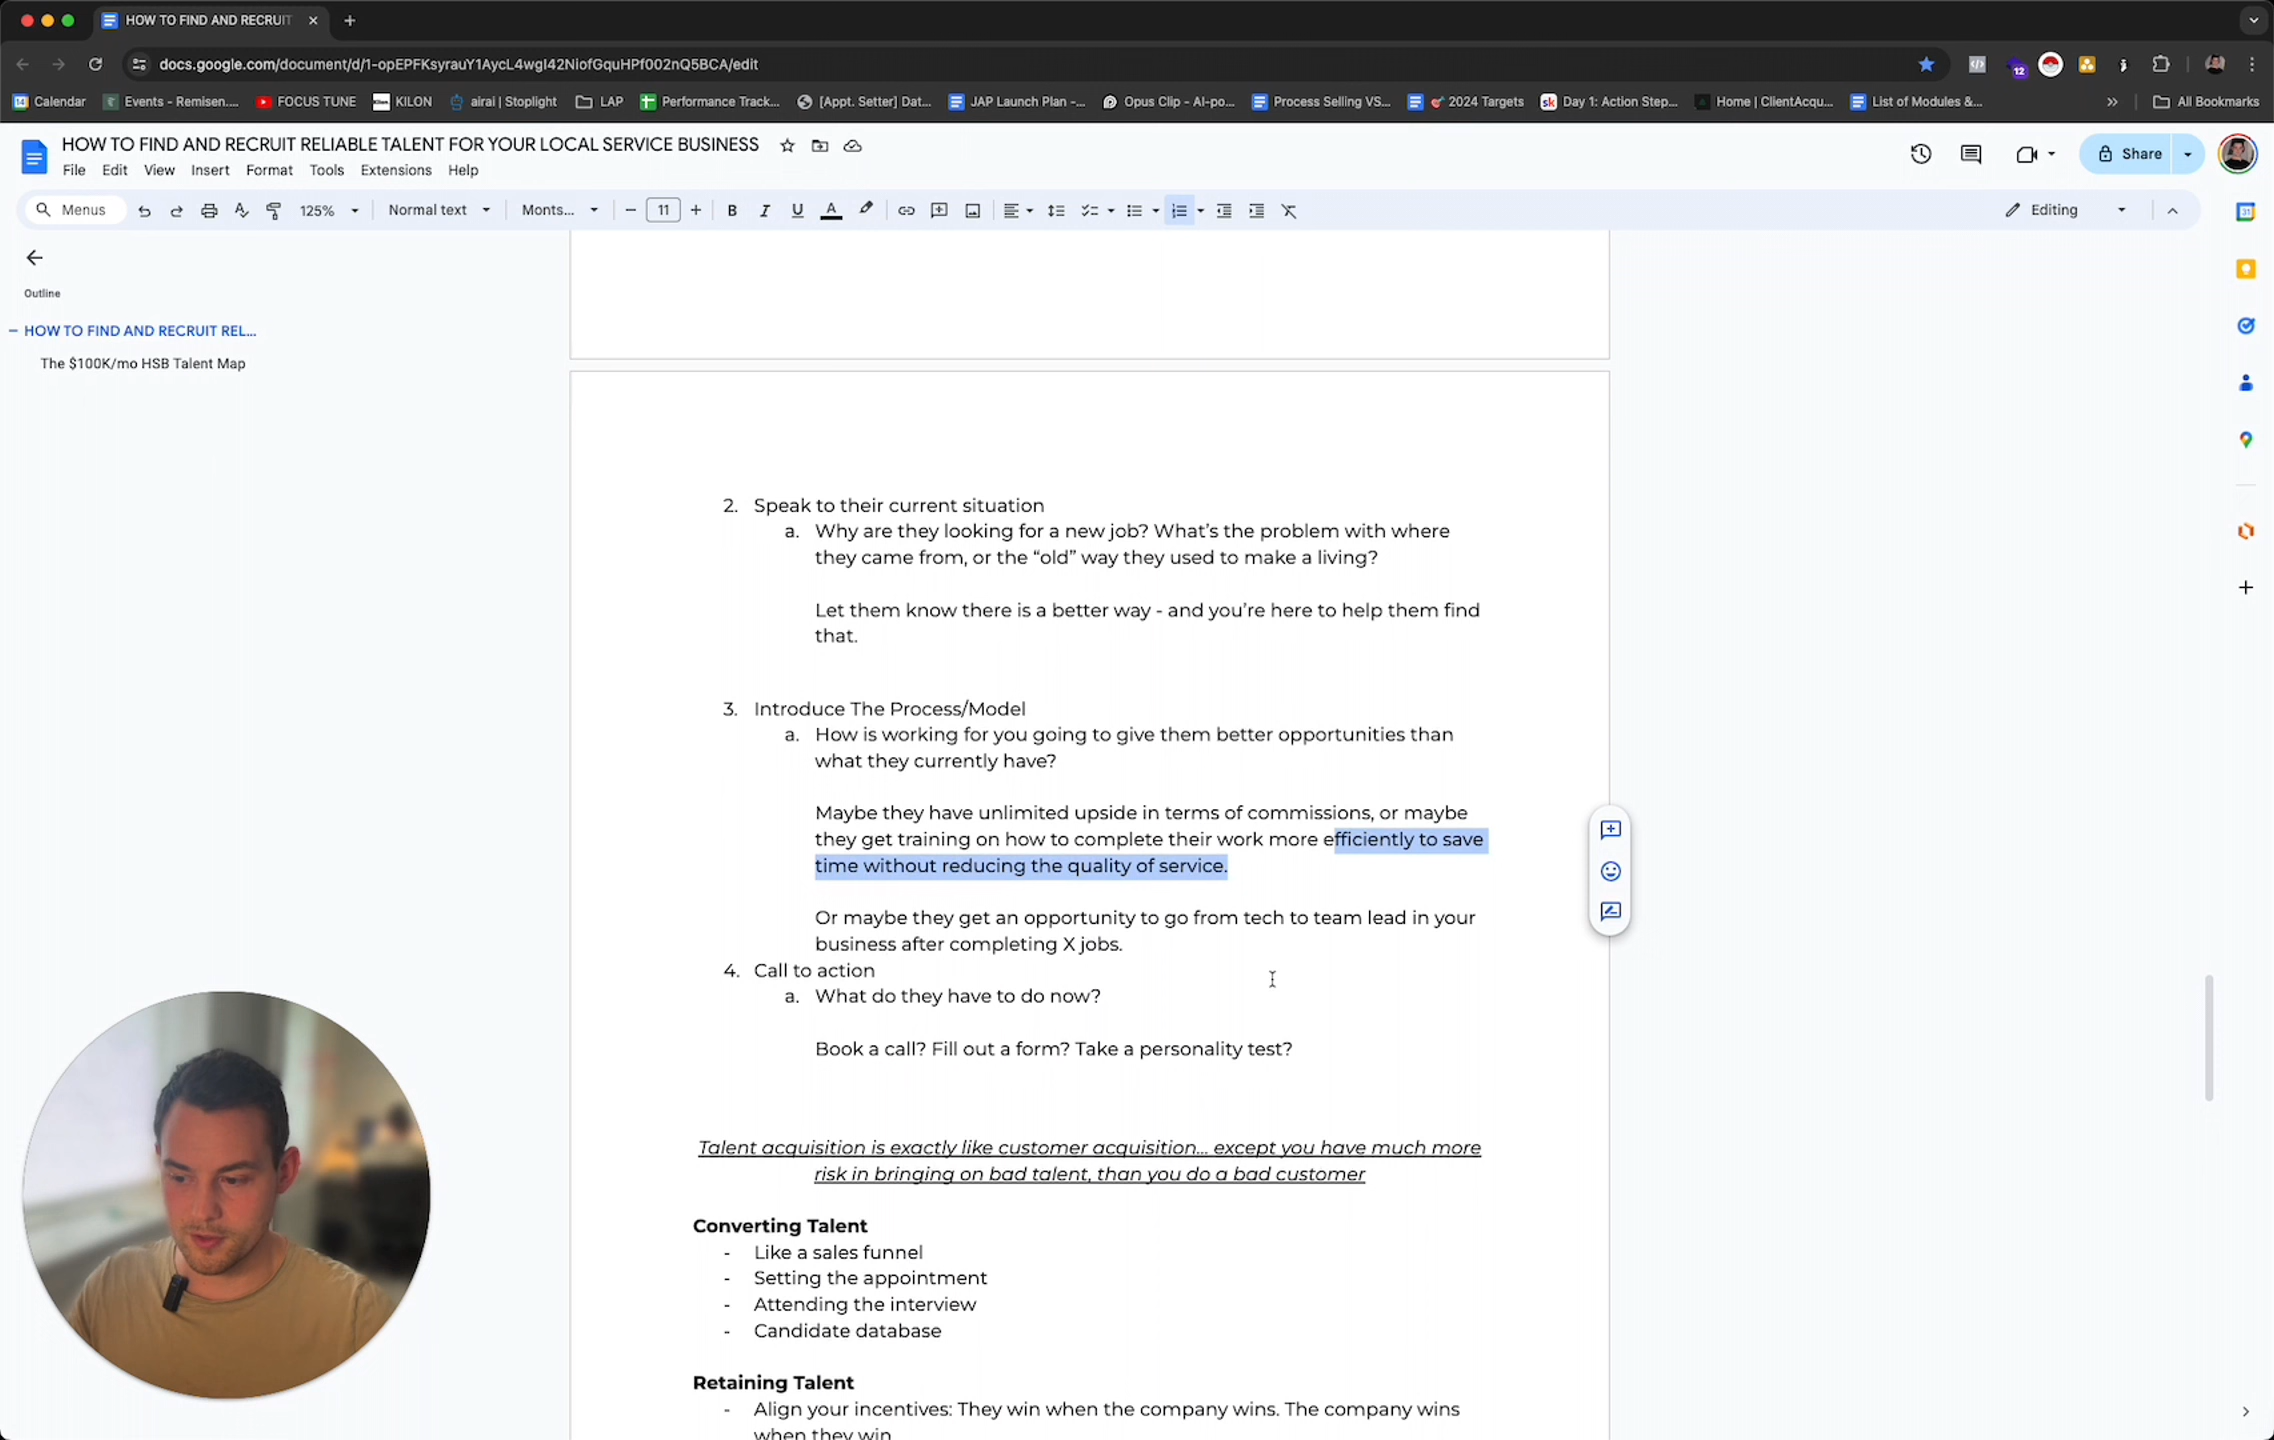 HOW TO FIND AND RECRUIT
docs.google.com/document/d/1-opEPFKsyrauY1AycL4wgI42NiofGquHPf002nQ5BCA/edit
12
Calendar
Events - Remisen....
FOCUS TUNE
KILON
airai | Stoplight
LAP
Performance Track...
[Appt. Setter] Dat...
JAP Launch Plan -...
Opus Clip - AI-po...
Process Selling VS...
2024 Targets
Day 1: Action Step...
Home | ClientAcqu...
List of Modules &...
All Bookmarks
HOW TO FIND AND RECRUIT RELIABLE TALENT FOR YOUR LOCAL SERVICE BUSINESS
File Edit View Insert Format Tools Extensions Help
Share
Menus
125%
Normal text
Monts...
11
Editing
Outline
HOW TO FIND AND RECRUIT REL...
The $100K/mo HSB Talent Map
2. Speak to their current situation
a. Why are they looking for a new job? What’s the problem with where
they came from, or the “old” way they used to make a living?
Let them know there is a better way - and you’re here to help them find
that.
3. Introduce The Process/Model
a. How is working for you going to give them better opportunities than
what they currently have?
Maybe they have unlimited upside in terms of commissions, or maybe
they get training on how to complete their work more efficiently to save
time without reducing the quality of service.
Or maybe they get an opportunity to go from tech to team lead in your
business after completing X jobs.
4. Call to action
a. What do they have to do now?
Book a call? Fill out a form? Take a personality test?
Talent acquisition is exactly like customer acquisition... except you have much more
risk in bringing on bad talent, than you do a bad customer
Converting Talent
- Like a sales funnel
- Setting the appointment
- Attending the interview
- Candidate database
Retaining Talent
- Align your incentives: They win when the company wins. The company wins
when they win